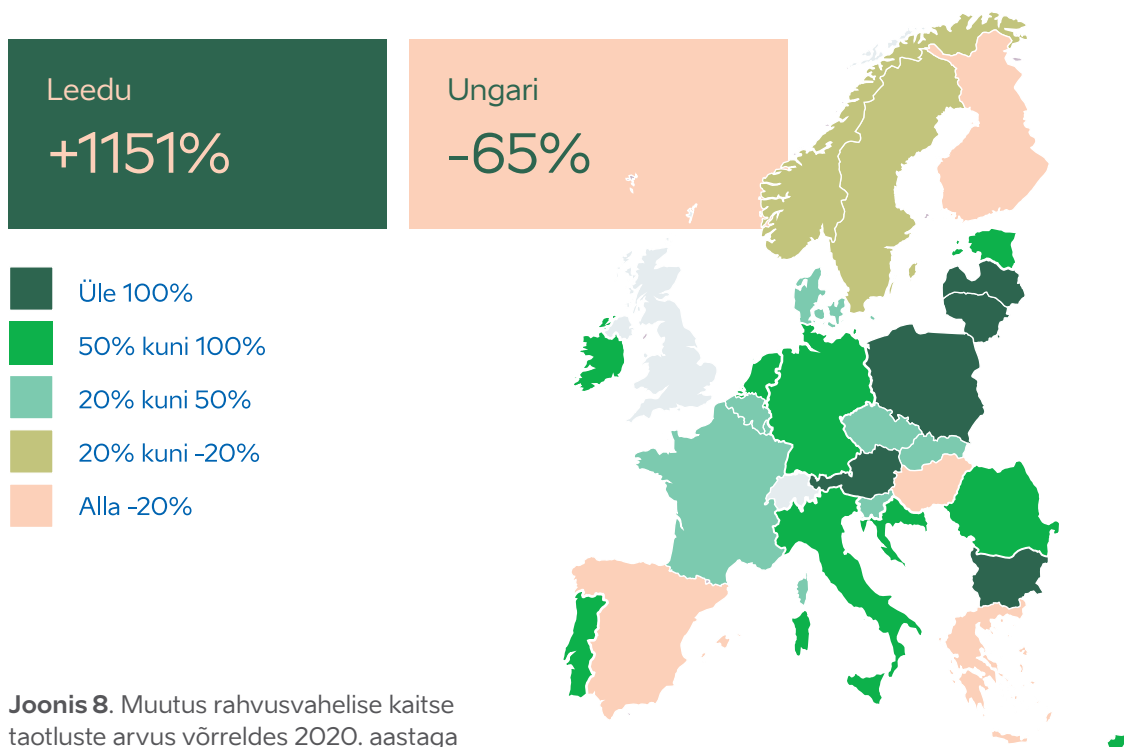 Leedu
+1151%
Ungari
-65%
Üle 100%
50% kuni 100%
20% kuni 50%
20% kuni -20%
Alla -20%
Joonis 8. Muutus rahvusvahelise kaitse
taotluste arvus võrreldes 2020. aastaga